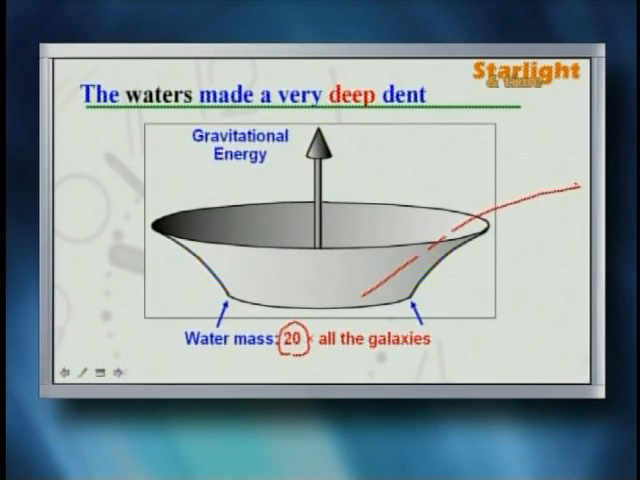 Starlight
& time
The waters made a very deep dent
Gravitational
Energy
Water mass: 20 × all the galaxies